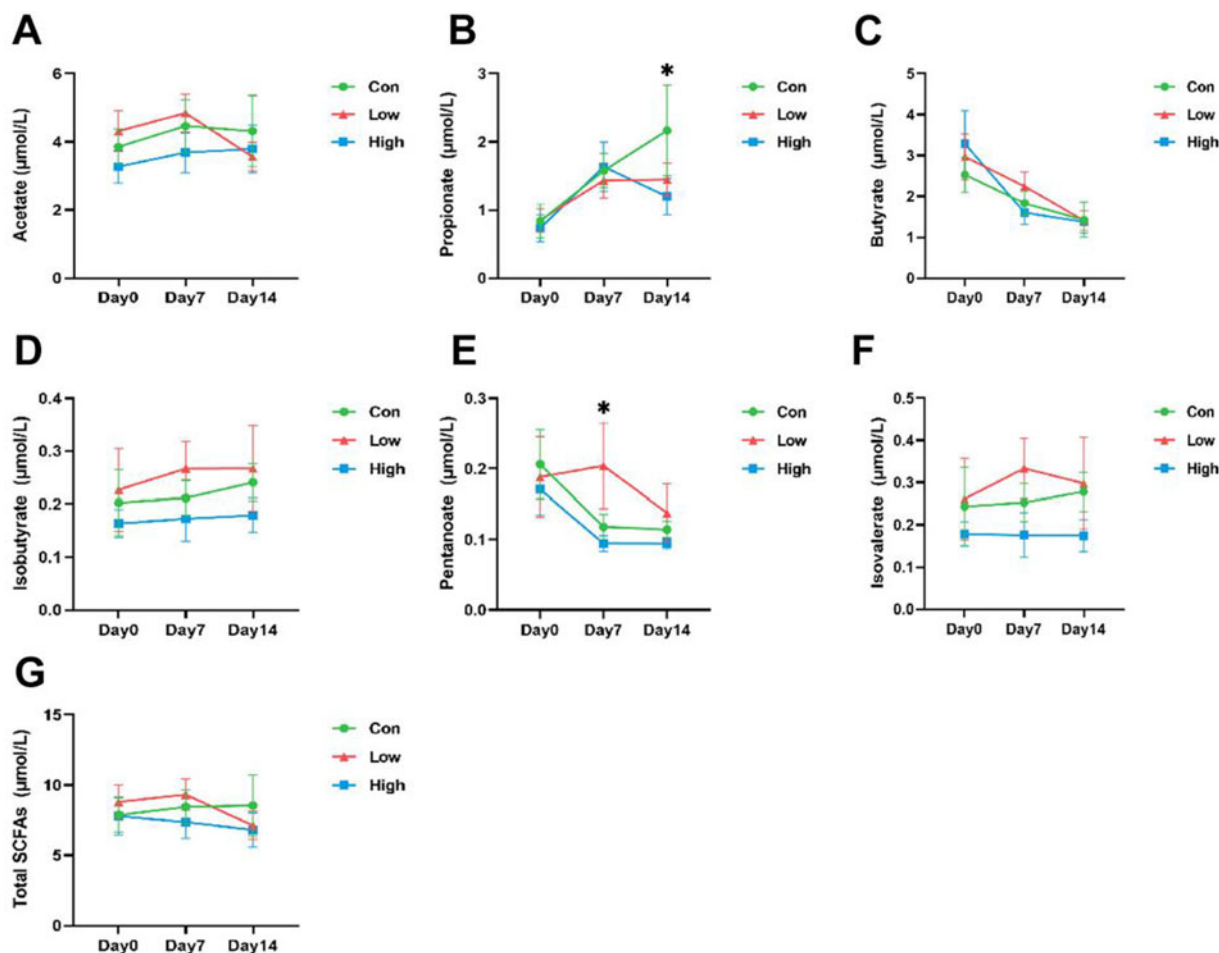 A
Acetate (µmol/L)
6
4
2
0
Day0 Day7 Day14
Con
Low
High
B
Propionate (µmol/L)
3
2
1
0
*
Day0 Day7 Day14
Con
Low
High
C
Butyrate (µmol/L)
5
4
3
2
1
0
Day0 Day7 Day14
Con
Low
High
D
Isobutyrate (µmol/L)
0.4
0.3
0.2
0.1
0.0
Day0 Day7 Day14
Con
Low
High
E
Pentanoate (µmol/L)
0.3
0.2
0.1
0.0
*
Day0 Day7 Day14
Con
Low
High
F
Isovalerate (µmol/L)
0.5
0.4
0.3
0.2
0.1
0.0
Day0 Day7 Day14
Con
Low
High
G
Total SCFAs (µmol/L)
15
10
5
0
Day0 Day7 Day14
Con
Low
High